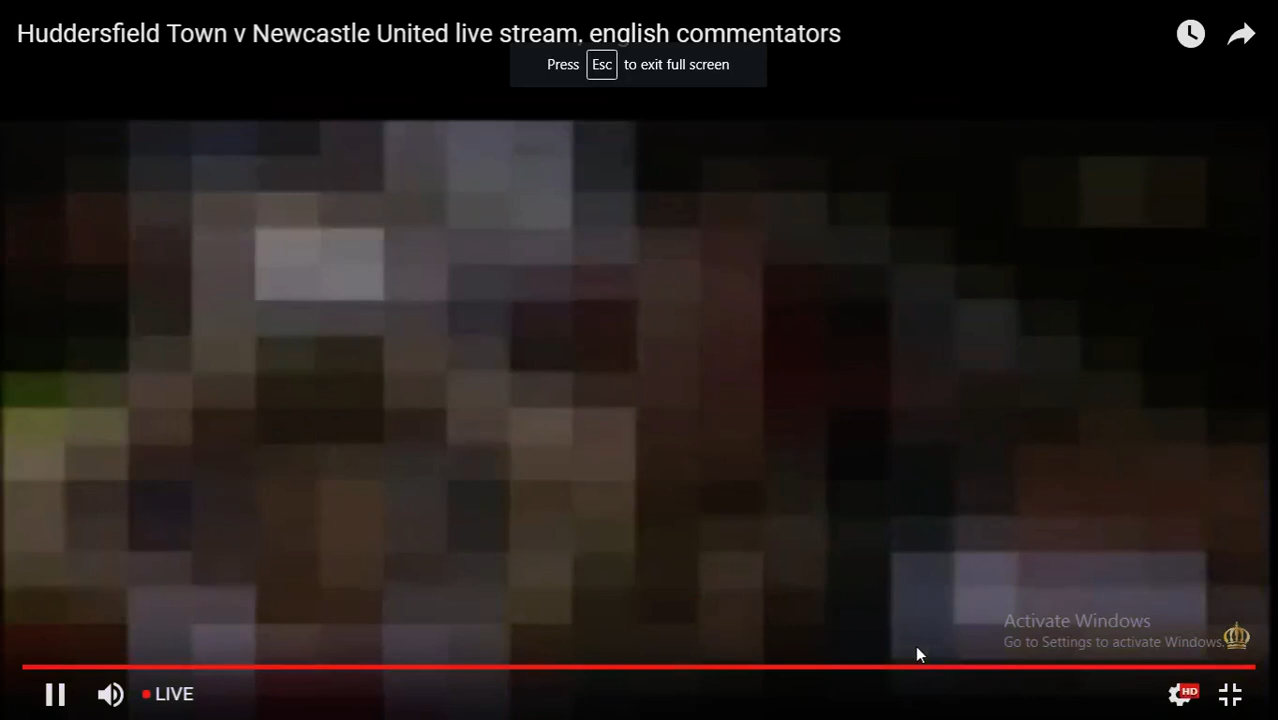 Huddersfield Town v Newcastle United live stream, english commentators
Press Esc to exit full screen
Activate Windows
Go to Settings to activate Windows.
LIVE
HD